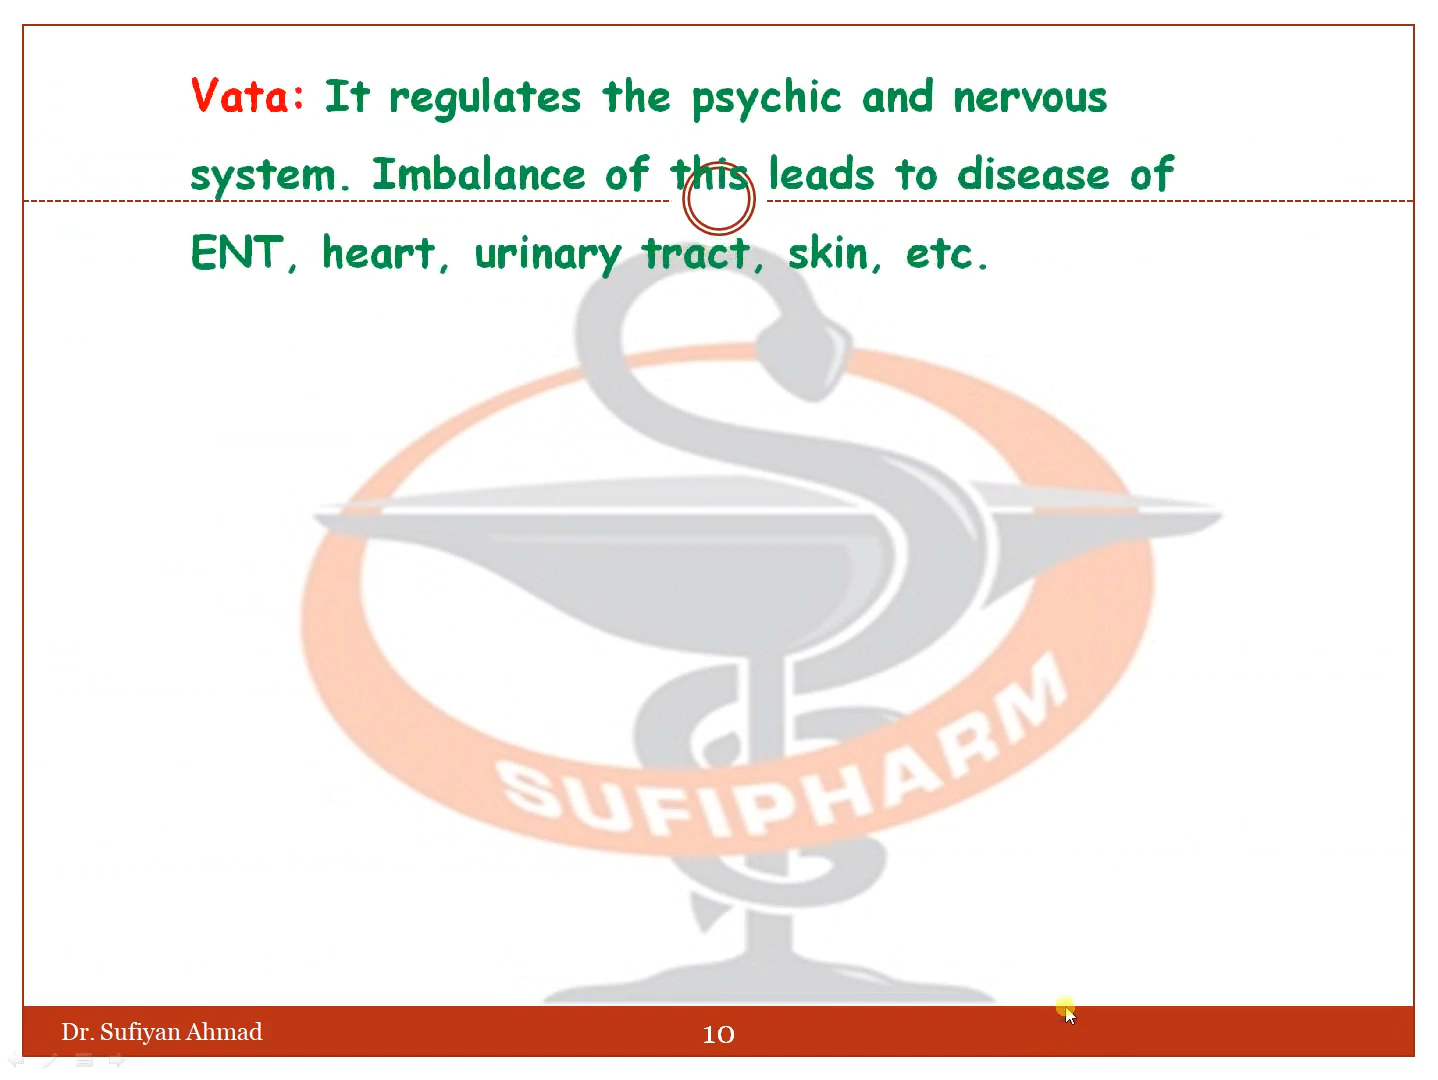 Vata: It regulates the psychic and nervous
system. Imbalance of this leads to disease of
ENT, heart, urinary tract, skin, etc.
SUFIPHARM
Dr. Sufiyan Ahmad
10